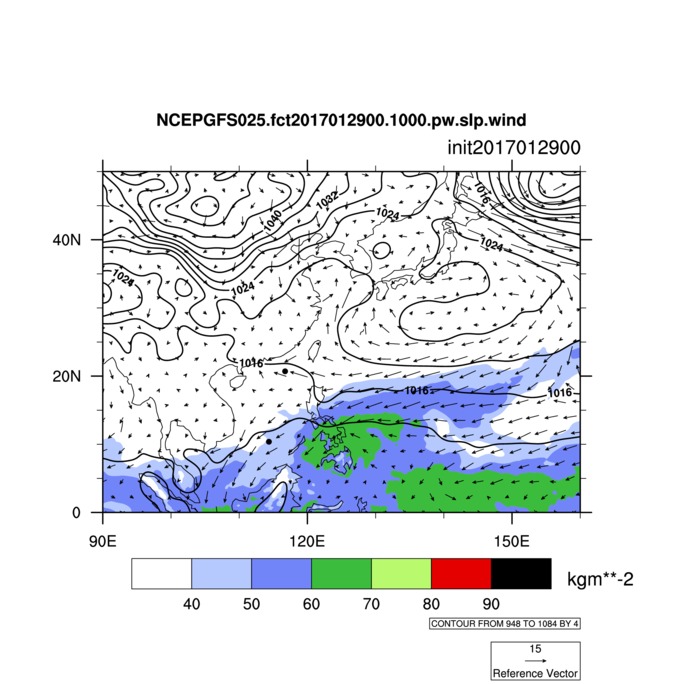 NCEPGFS025.fct2017012900.1000.pw.slp.wind
init2017012900
1040
1032
1016
1024
1024
40N
1024
1024
1016
20N
1016
1016
0
90E 120E 150E
kgm**-2
40 50 60 70 80 90
CONTOUR FROM 948 TO 1084 BY 4
15
Reference Vector